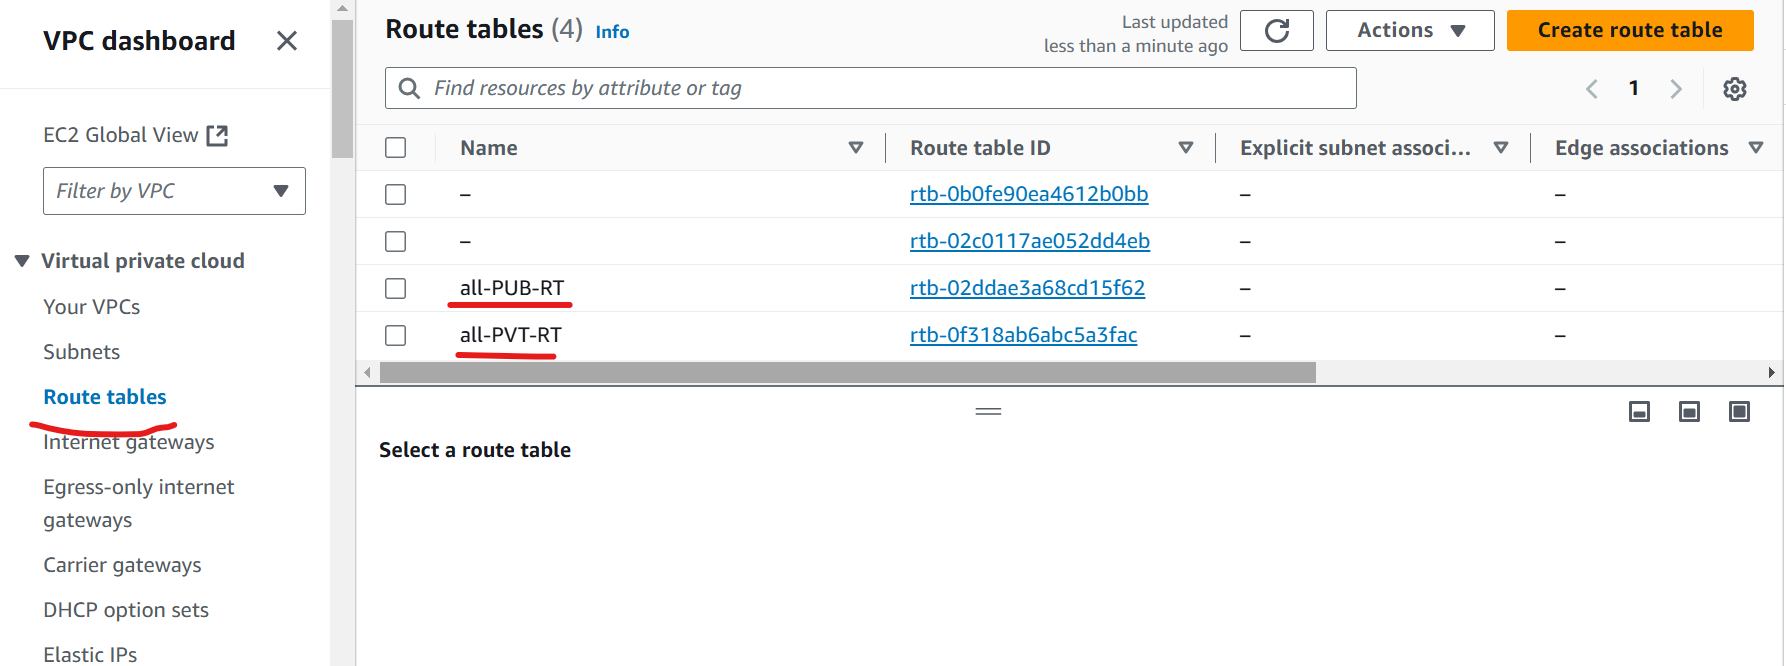 VPC dashboard
EC2 Global View
Filter by VPC
Virtual private cloud
Your VPCs
Subnets
Route tables
Internet gateways
Egress-only internet
gateways
Carrier gateways
DHCP option sets
Elastic IPs
Route tables (4) Info
Last updated
less than a minute ago
Actions
Create route table
Find resources by attribute or tag
1
Name Route table ID Explicit subnet associ... Edge associations
– rtb-0b0fe90ea4612b0bb – –
– rtb-02c0117ae052dd4eb – –
all-PUB-RT rtb-02ddae3a68cd15f62 – –
all-PVT-RT rtb-0f318ab6abc5a3fac – –
Select a route table